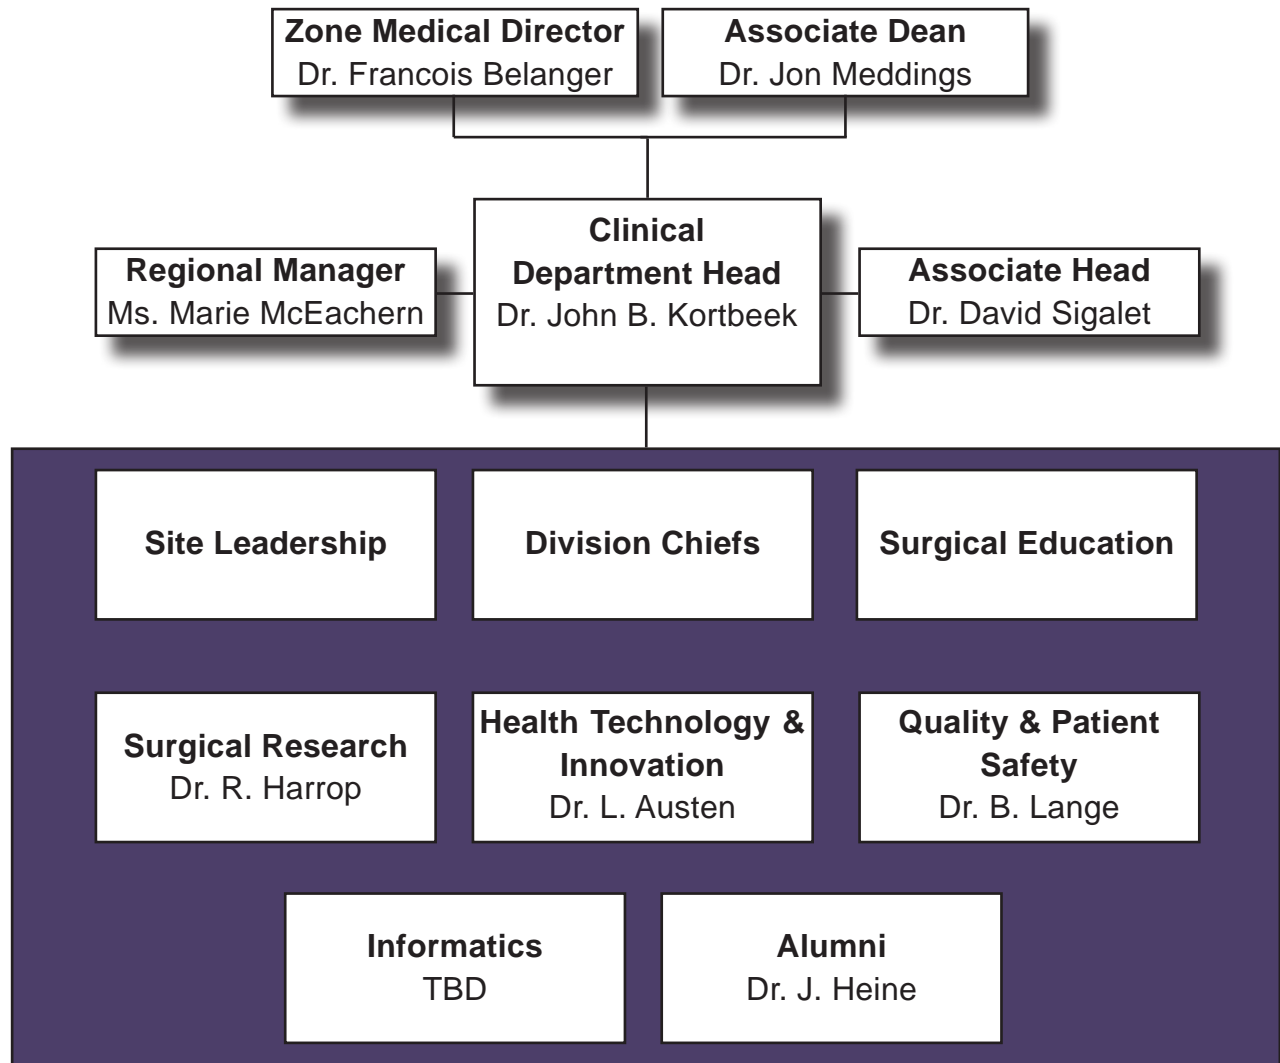 Zone Medical Director
Dr. Francois Belanger
Associate Dean
Dr. Jon Meddings
Clinical
Department Head
Dr. John B. Kortbeek
Regional Manager
Ms. Marie McEachern
Associate Head
Dr. David Sigalet
Site Leadership
Division Chiefs
Surgical Education
Surgical Research
Dr. R. Harrop
Health Technology &
Innovation
Dr. L. Austen
Quality & Patient
Safety
Dr. B. Lange
Informatics
TBD
Alumni
Dr. J. Heine